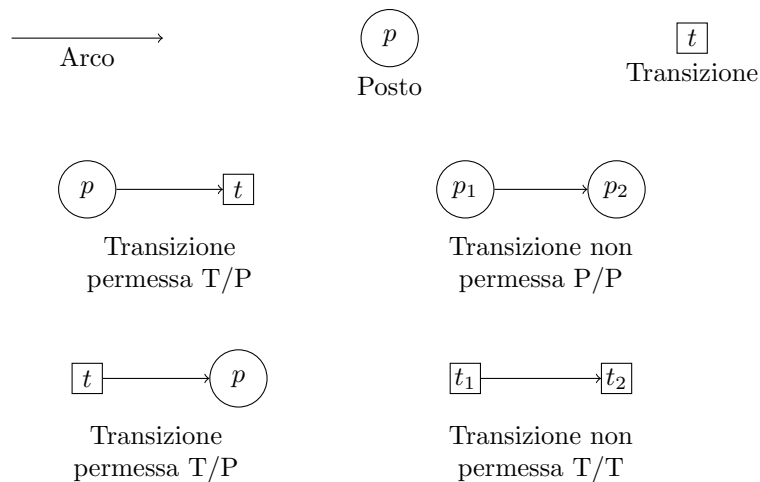 p
t
Arco
Posto
Transizione
p
t
p₁
p₂
Transizione
permessa T/P
Transizione non
permessa P/P
t
p
t₁
t₂
Transizione
permessa T/P
Transizione non
permessa T/T